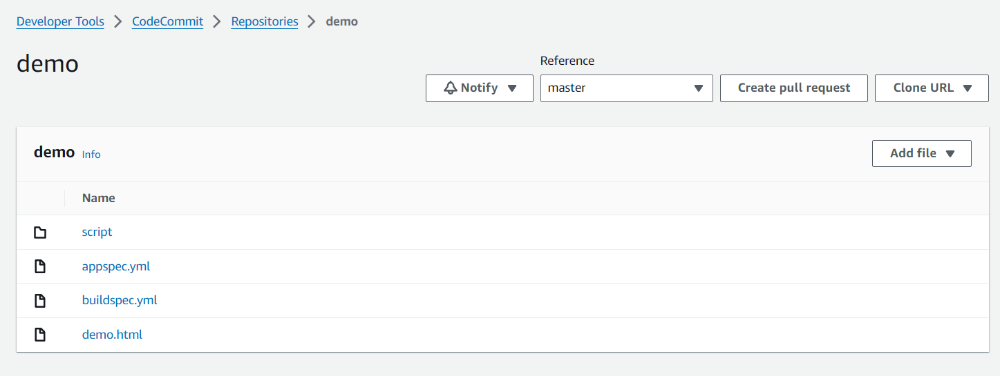 Developer Tools > CodeCommit > Repositories > demo
demo
Reference
Notify
master
Create pull request
Clone URL
demo Info
Add file
Name
script
appspec.yml
buildspec.yml
demo.html